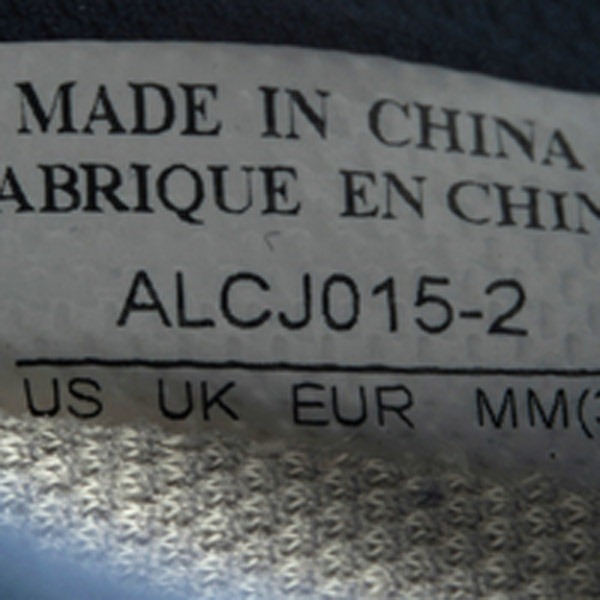 MADE IN CHINA
ABRIQUE EN CHIN
ALCJ015-2
US UK EUR MM(